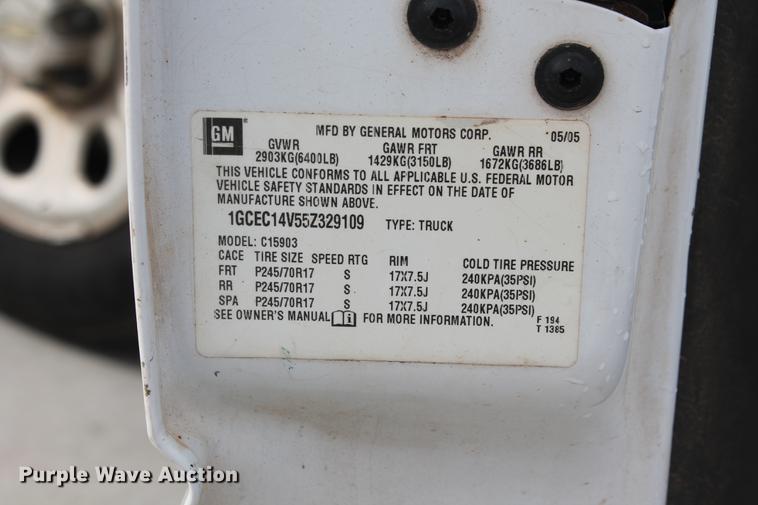 GM
MFD BY GENERAL MOTORS CORP. 05/05
GVWR GAWR FRT GAWR RR
2903KG(6400LB) 1429KG(3150LB) 1672KG(3686LB)
THIS VEHICLE CONFORMS TO ALL APPLICABLE U.S. FEDERAL MOTOR
VEHICLE SAFETY STANDARDS IN EFFECT ON THE DATE OF
MANUFACTURE SHOWN ABOVE.
1GCEC14V55Z329109 TYPE: TRUCK
MODEL: C15903
CACE TIRE SIZE SPEED RTG RIM COLD TIRE PRESSURE
FRT P245/70R17 S 17X7.5J 240KPA(35PSI)
RR P245/70R17 S 17X7.5J 240KPA(35PSI)
SPA P245/70R17 S 17X7.5J 240KPA(35PSI)
SEE OWNER'S MANUAL FOR MORE INFORMATION. F 194
T 1385
Purple Wave Auction